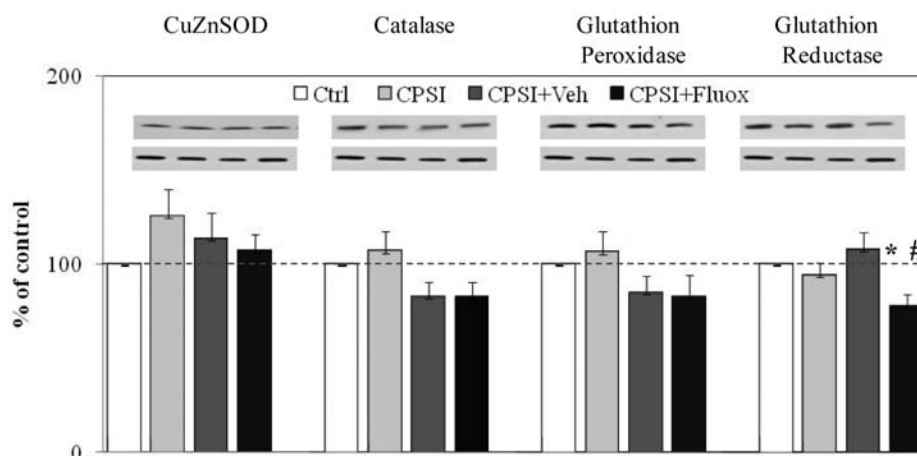 CuZnSOD Catalase Glutathion Glutathion
Peroxidase Reductase
200
Ctrl CPSI CPSI+Veh CPSI+Fluox
% of control
100
* #
0